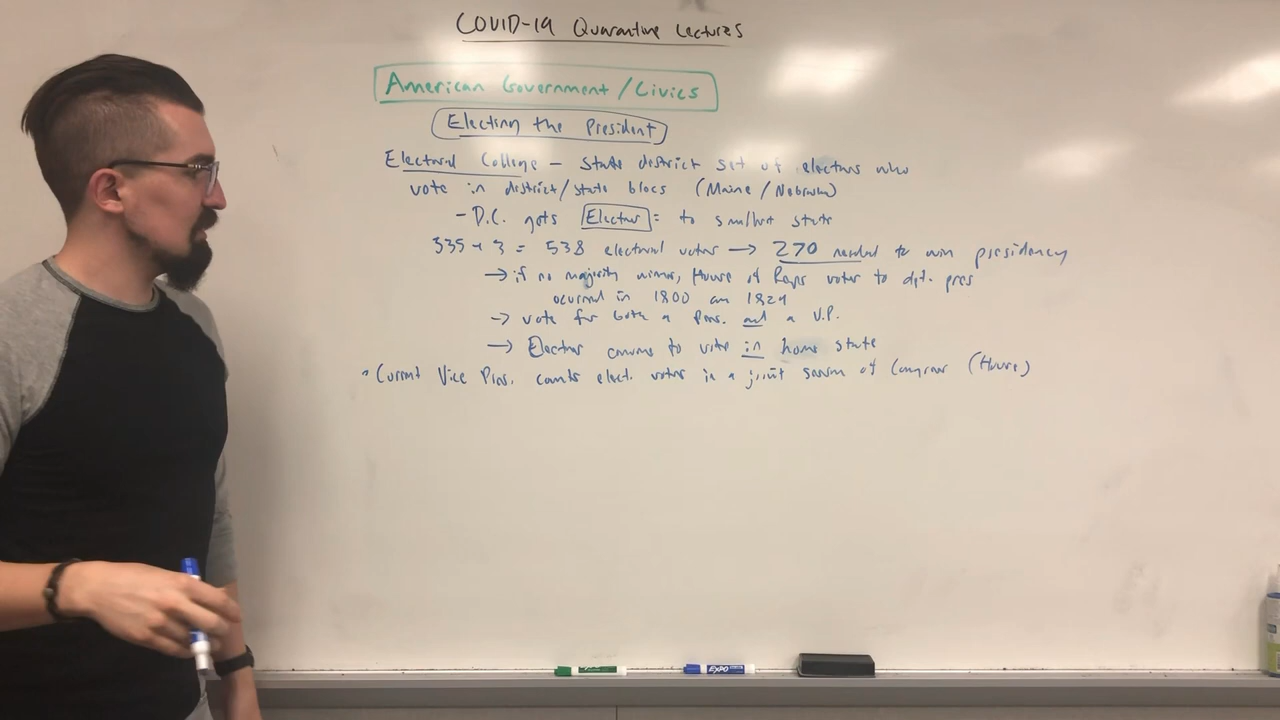 COVID-19 Quarantine Lectures
American Government / Civics
Electing the President
Electoral College - state district set of electors who
vote in district/state blocs (Maine / Nebraska)
- D.C. gets Electors = to smallest state
535 + 3 = 538 electoral votes → 270 needed to win presidency
→ if no majority winner, House of Reps votes to det. pres
occurred in 1800 and 1824
→ vote for both a Pres. and a V.P.
→ Electors convene to vote in home state
Current Vice Pres. counts elect. votes in a joint session of Congress (House)
EXPO